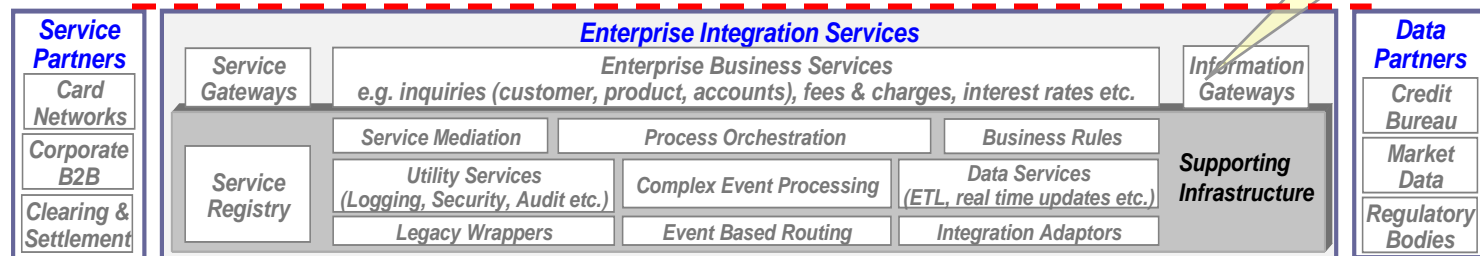 Service
Partners
Card
Networks
Corporate
B2B
Clearing &
Settlement
Enterprise Integration Services
Service
Gateways
Enterprise Business Services
e.g. inquiries (customer, product, accounts), fees & charges, interest rates etc.
Information
Gateways
Service
Registry
Service Mediation
Process Orchestration
Business Rules
Utility Services
(Logging, Security, Audit etc.)
Complex Event Processing
Data Services
(ETL, real time updates etc.)
Legacy Wrappers
Event Based Routing
Integration Adaptors
Supporting
Infrastructure
Data
Partners
Credit
Bureau
Market
Data
Regulatory
Bodies